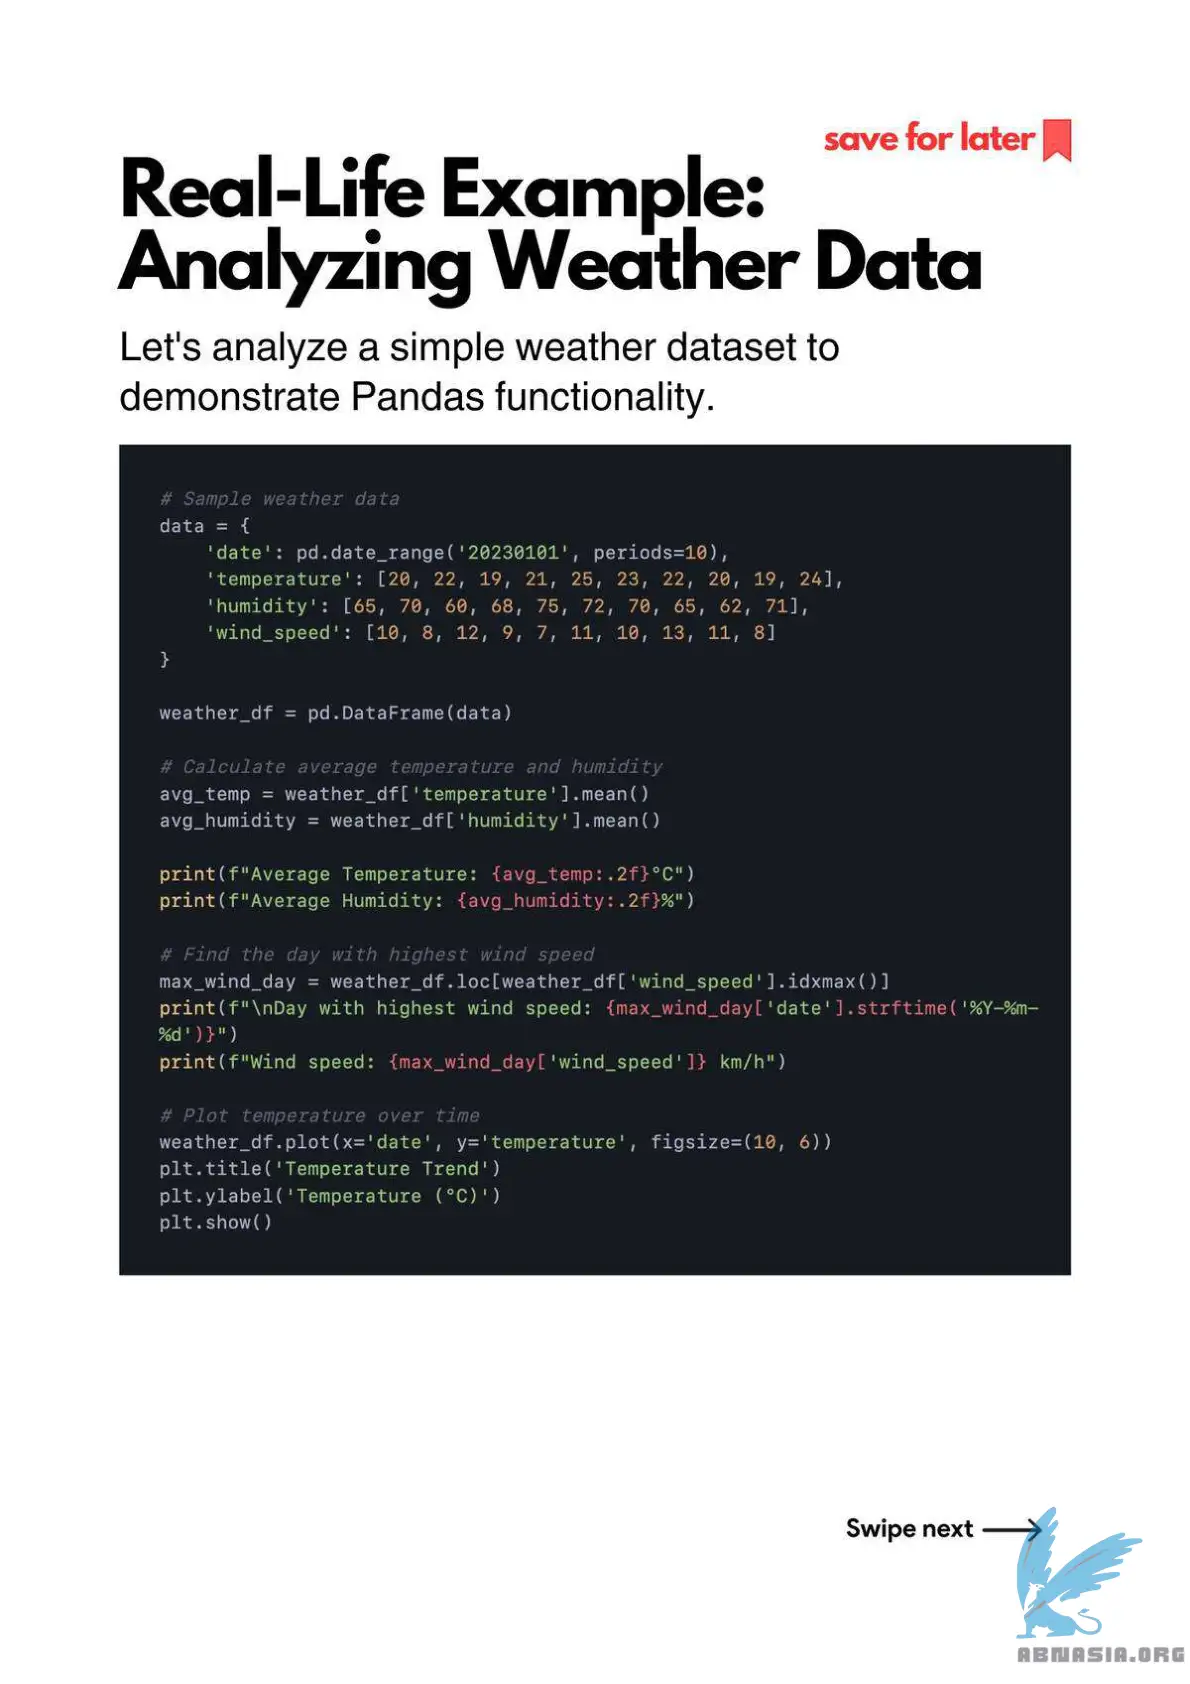 save for later
Real-Life Example:
Analyzing Weather Data
Let's analyze a simple weather dataset to
demonstrate Pandas functionality.
# Sample weather data
data = {
    'date': pd.date_range('20230101', periods=10),
    'temperature': [20, 22, 19, 21, 25, 23, 22, 20, 19, 24],
    'humidity': [65, 70, 60, 68, 75, 72, 70, 65, 62, 71],
    'wind_speed': [10, 8, 12, 9, 7, 11, 10, 13, 11, 8]
}
weather_df = pd.DataFrame(data)
# Calculate average temperature and humidity
avg_temp = weather_df['temperature'].mean()
avg_humidity = weather_df['humidity'].mean()
print(f"Average Temperature: {avg_temp:.2f}°C")
print(f"Average Humidity: {avg_humidity:.2f}%")
# Find the day with highest wind speed
max_wind_day = weather_df.loc[weather_df['wind_speed'].idxmax()]
print(f"\nDay with highest wind speed: {max_wind_day['date'].strftime('%Y-%m-
%d')}")
print(f"Wind speed: {max_wind_day['wind_speed']} km/h")
# Plot temperature over time
weather_df.plot(x='date', y='temperature', figsize=(10, 6))
plt.title('Temperature Trend')
plt.ylabel('Temperature (°C)')
plt.show()
Swipe next
ABNASIA.ORG